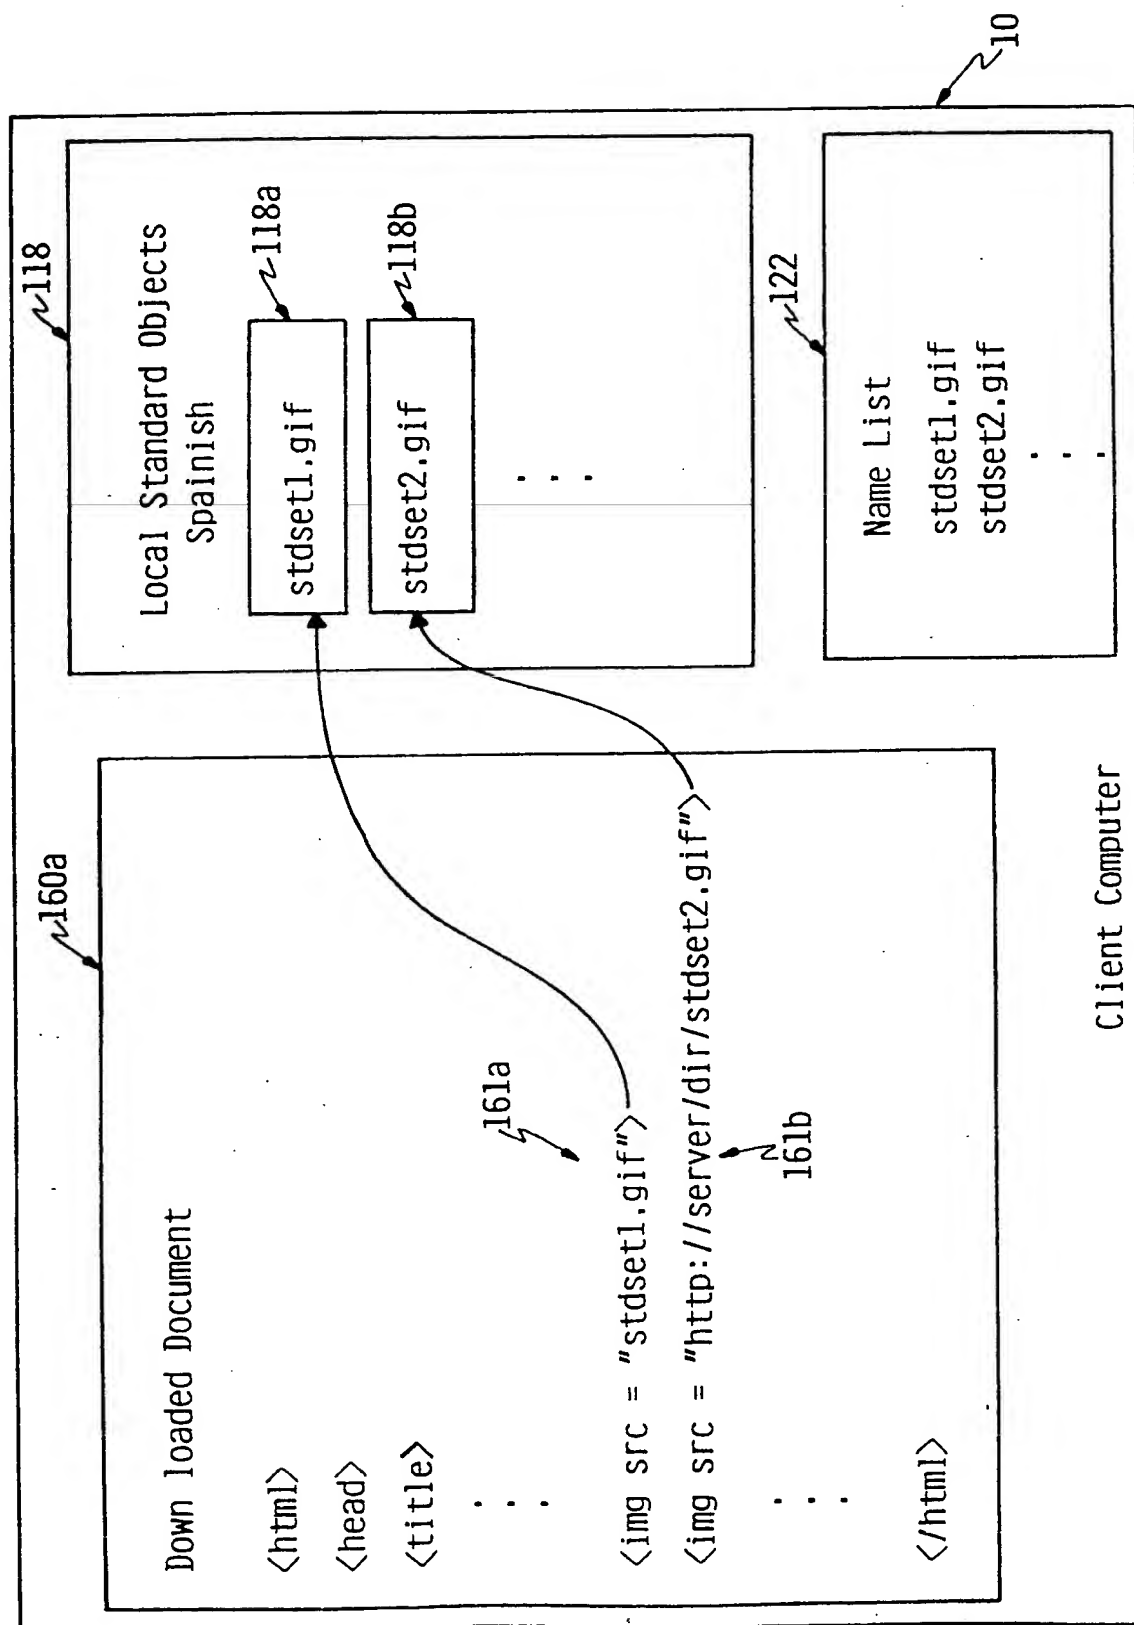 160a
Down loaded Document
<html>
<head>
<title>
. . .
161a
<img src = "stdset1.gif">
<img src = "http://server/dir/stdset2.gif">
161b
. . .
</html>
118
Local Standard Objects
Spainish
stdset1.gif
118a
stdset2.gif
118b
. . .
122
Name List
stdset1.gif
stdset2.gif
. . .
Client Computer
10